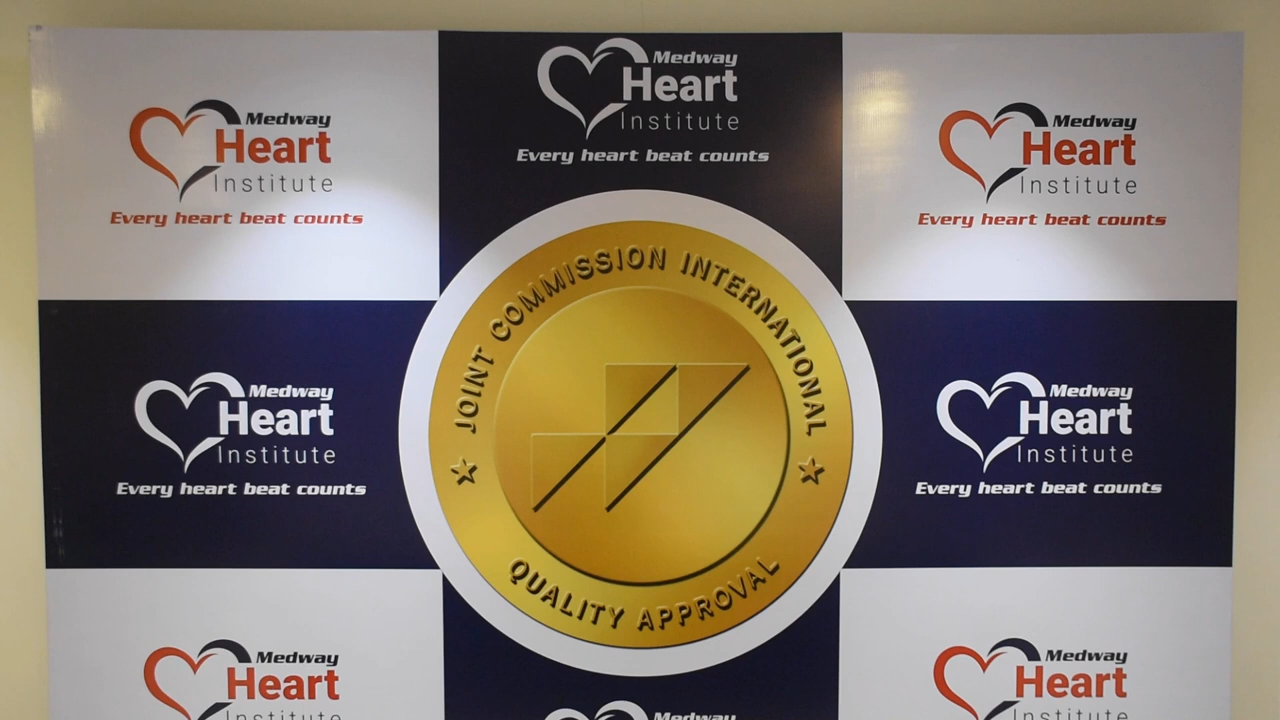 Medway
Heart
Institute
Every heart beat counts
Medway
Heart
Institute
Every heart beat counts
Medway
Heart
Institute
Every heart beat counts
JOINT COMMISSION INTERNATIONAL
QUALITY APPROVAL
Medway
Heart
Institute
Every heart beat counts
Medway
Heart
Institute
Every heart beat counts
Medway
Heart
Institute
Medway
Medway
Heart
Institute